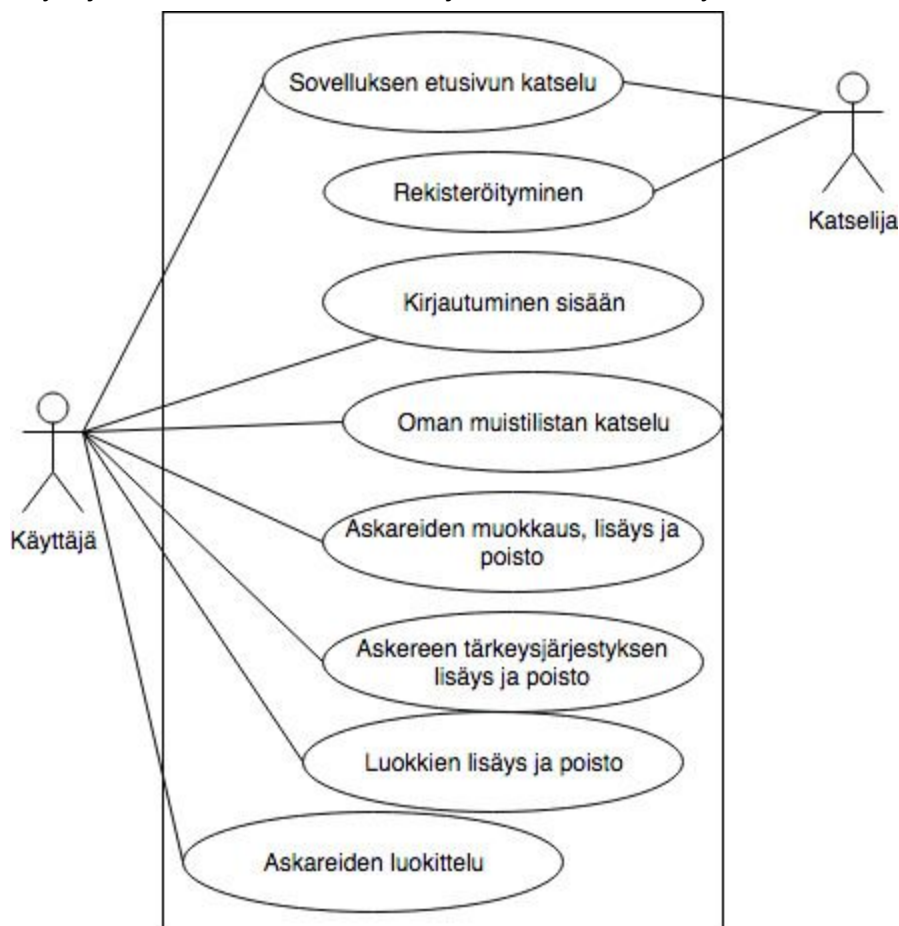 Sovelluksen etusivun katselu
Rekisteröityminen
Katselija
Kirjautuminen sisään
Oman muistilistan katselu
Käyttäjä
Askareiden muokkaus, lisäys ja
poisto
Askereen tärkeysjärjestyksen
lisäys ja poisto
Luokkien lisäys ja poisto
Askareiden luokittelu